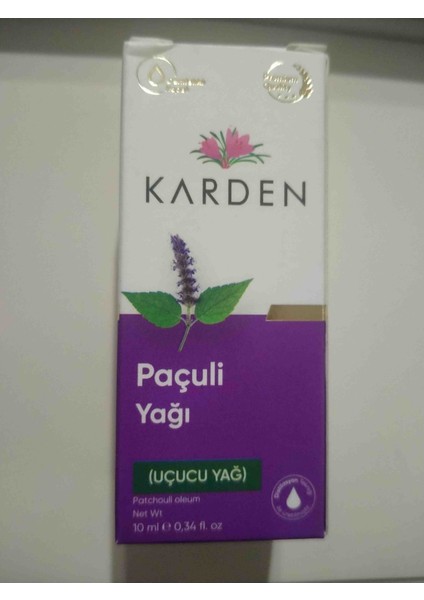 KARDEN
Paçuli
Yağı
(UÇUCU YAĞ)
Patchouli oleum
Net Wt
10 ml ℮ 0,34 fl. oz